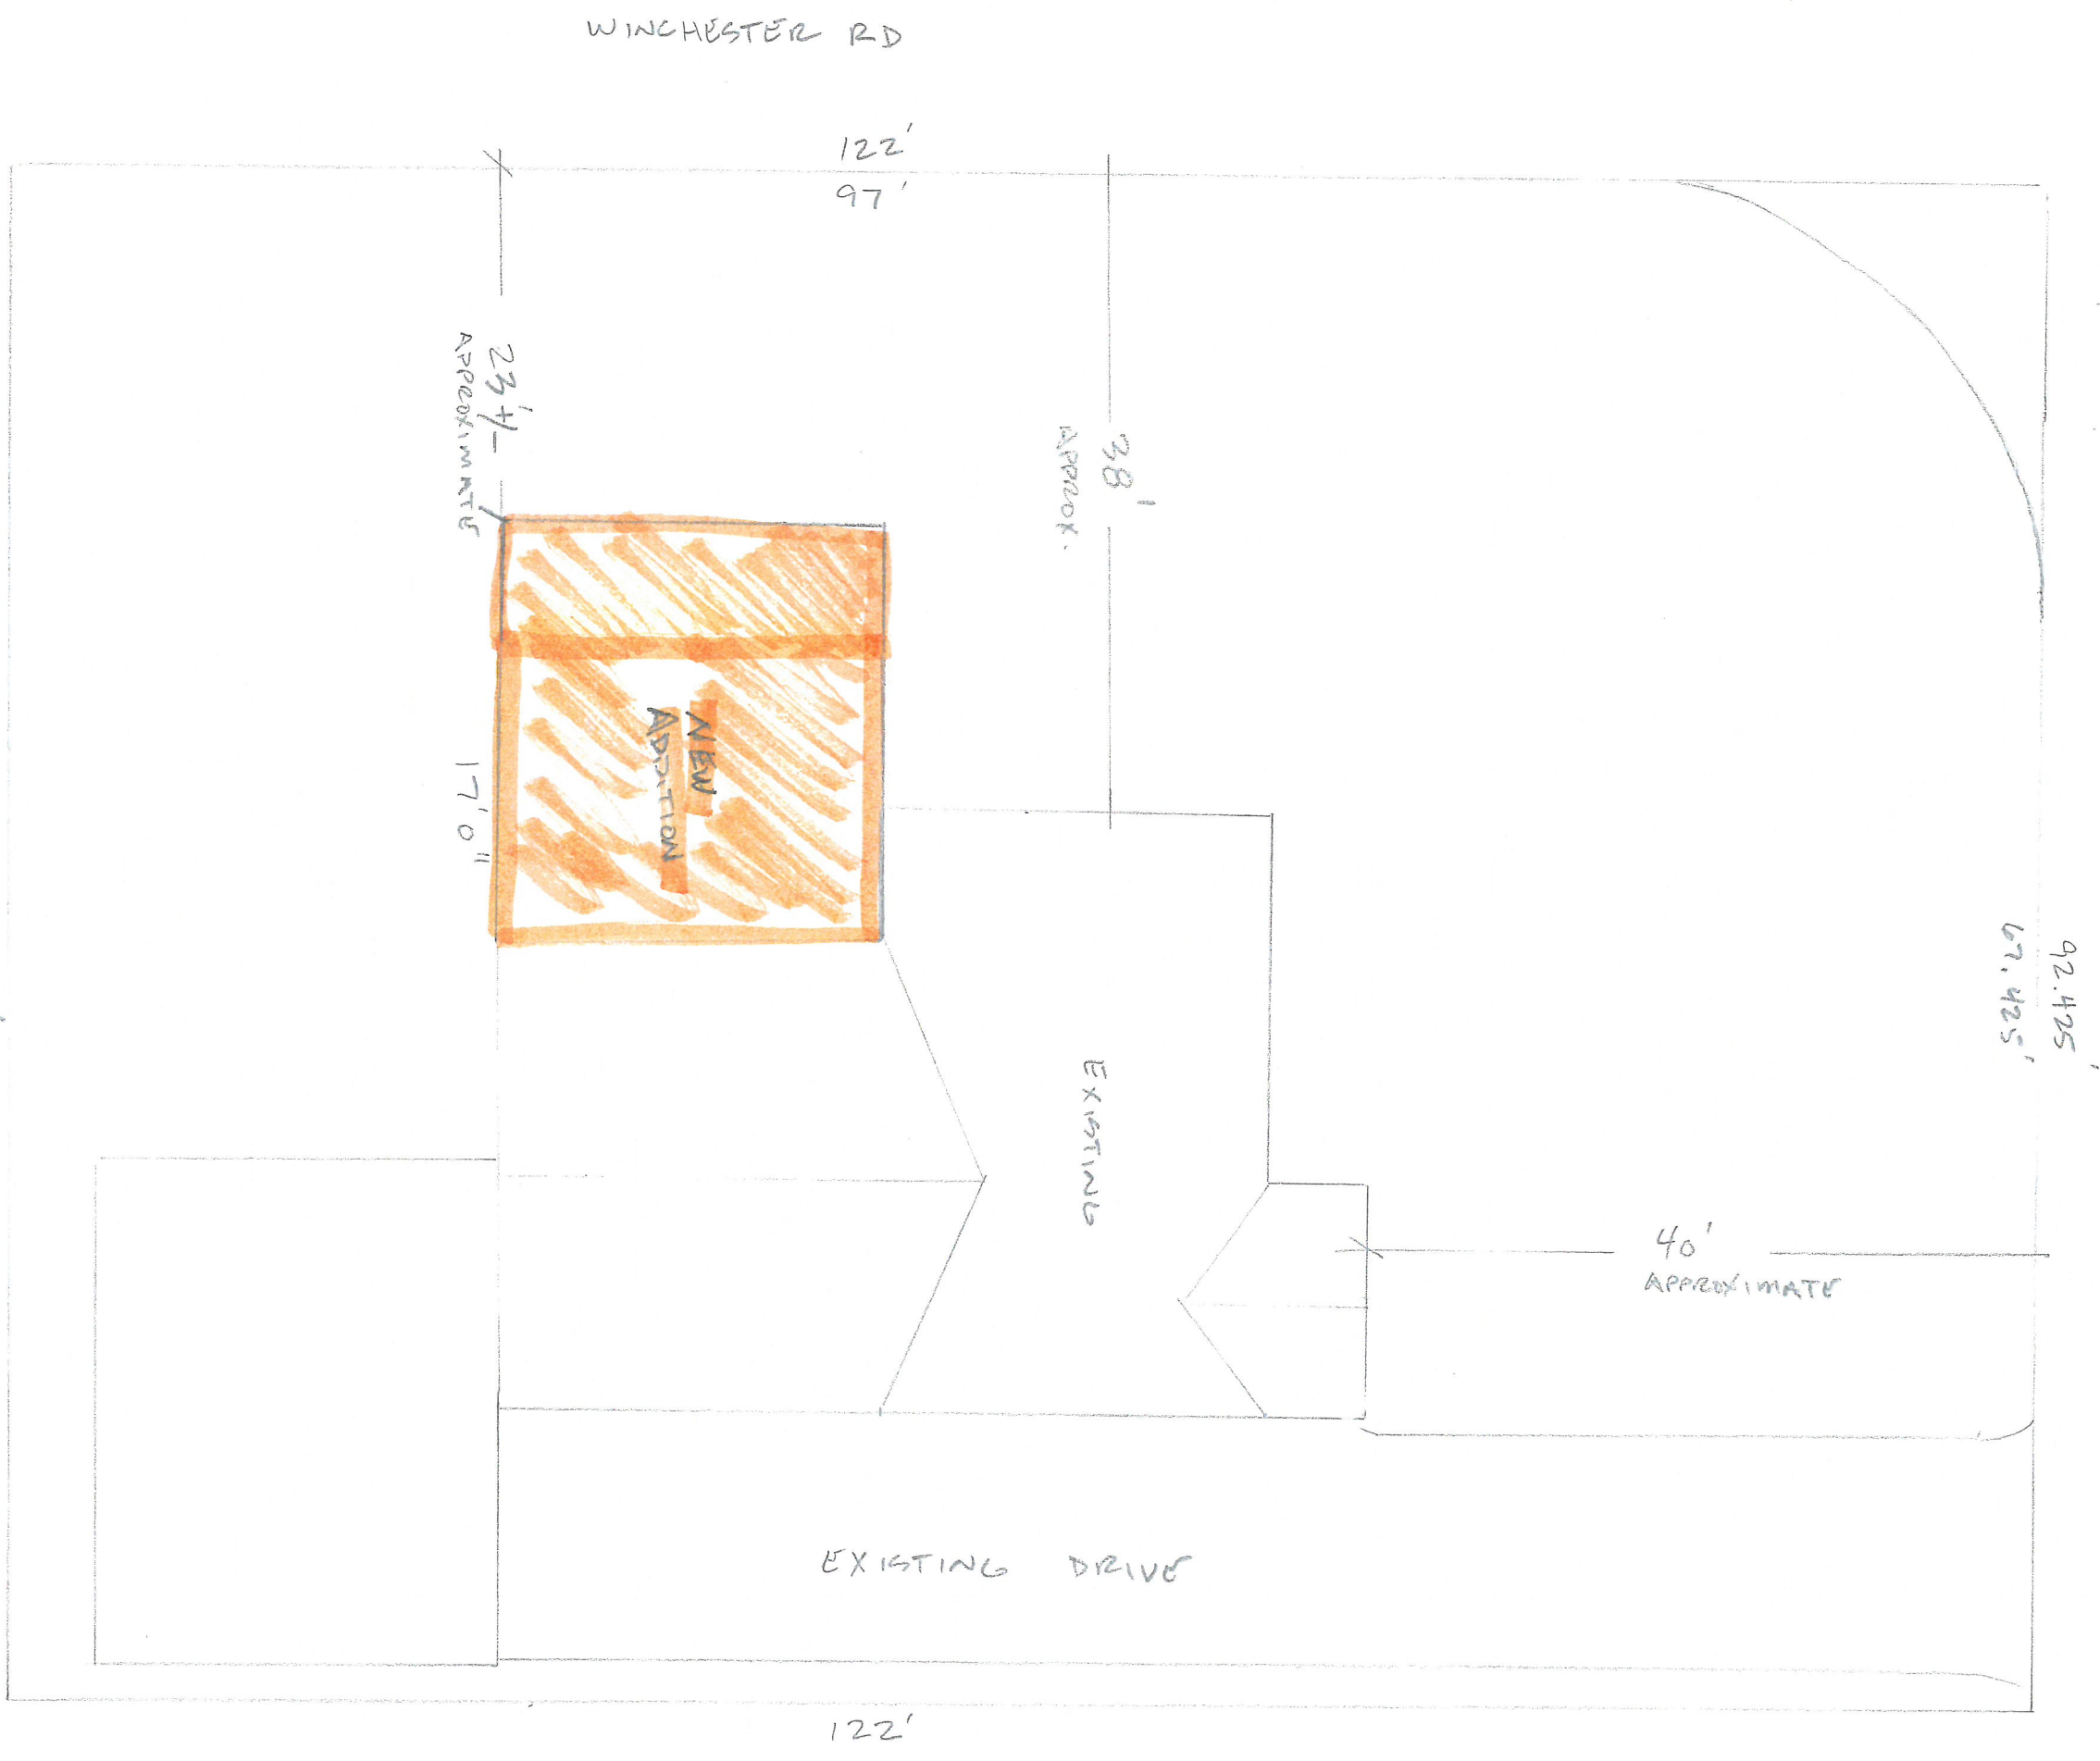 WINCHESTER RD
122'
97'
23' +/-
APPROXIMATE
38'
APPROX.
NEW
ADDITION
17'0"
92.425'
67.425'
EXISTING
40'
APPROXIMATE
EXISTING DRIVE
122'